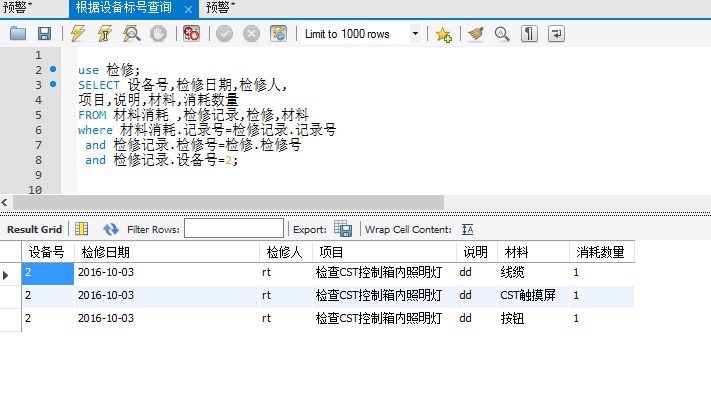 预警*
根据设备标号查询
预警*
Limit to 1000 rows
1
2 use 检修;
3 SELECT 设备号,检修日期,检修人,
4 项目,说明,材料,消耗数量
5 FROM 材料消耗 ,检修记录,检修,材料
6 where 材料消耗.记录号=检修记录.记录号
7 and 检修记录.检修号=检修.检修号
8 and 检修记录.设备号=2;
9
10
Result Grid Filter Rows: Export: Wrap Cell Content:
设备号 检修日期 检修人 项目 说明 材料 消耗数量
2 2016-10-03 rt 检查CST控制箱内照明灯 dd 线缆 1
2 2016-10-03 rt 检查CST控制箱内照明灯 dd CST触摸屏 1
2 2016-10-03 rt 检查CST控制箱内照明灯 dd 按钮 1